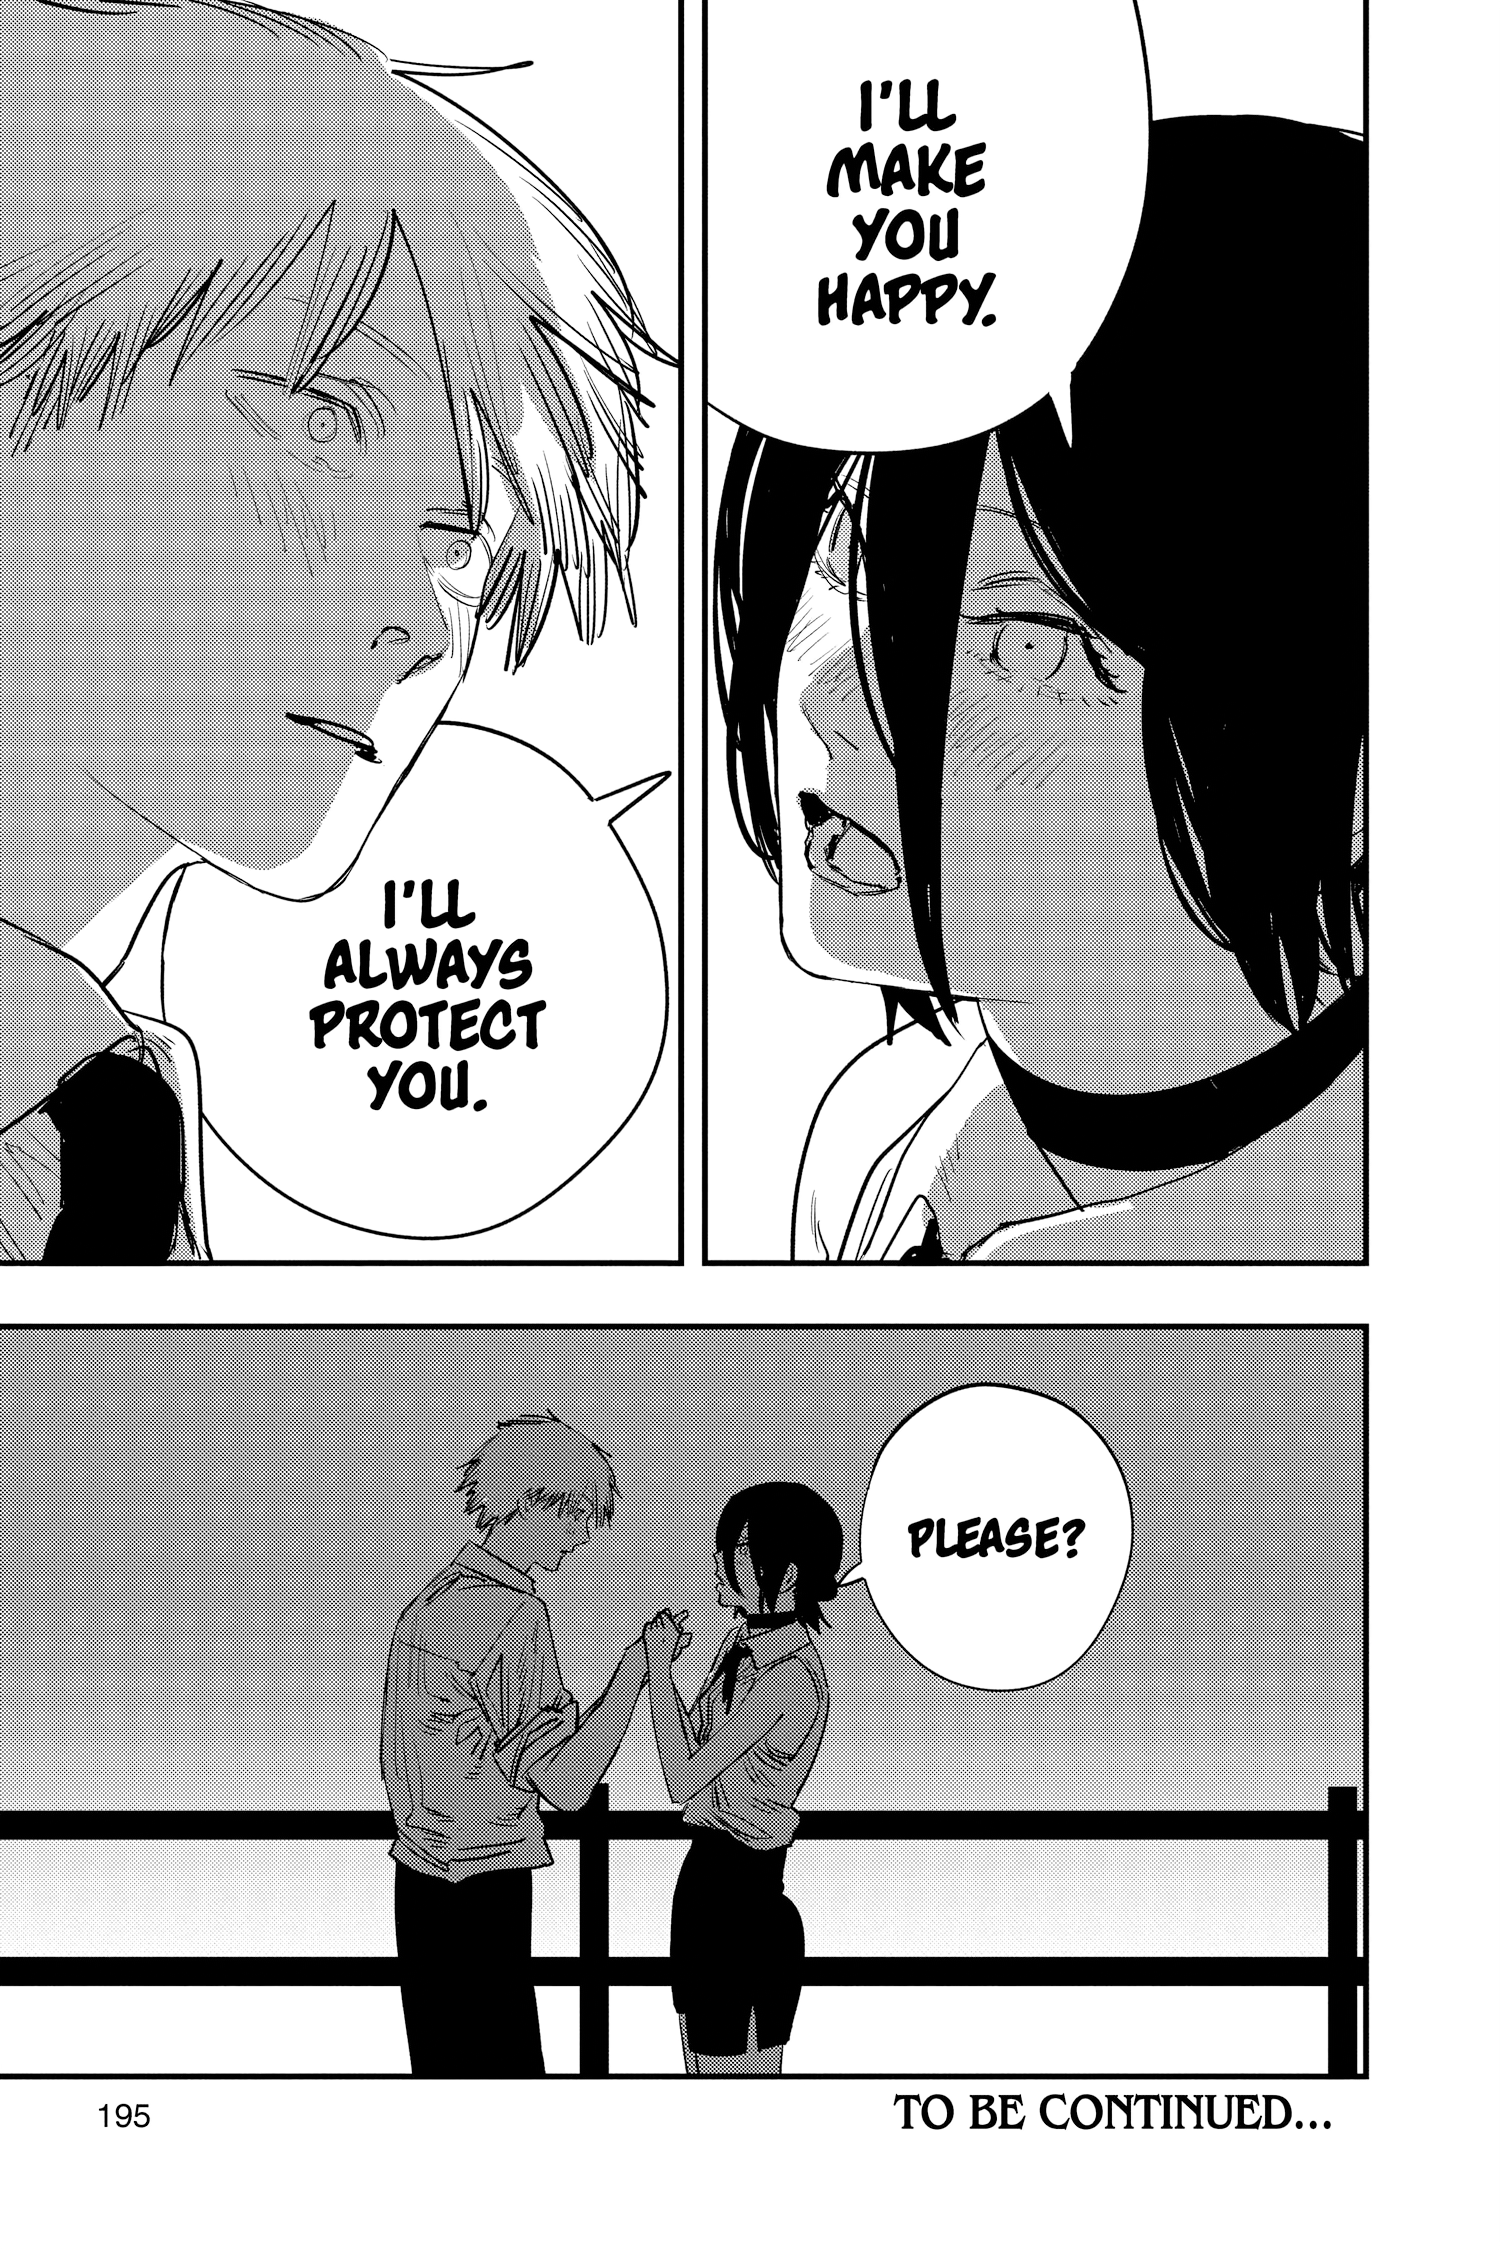 I'LL
MAKE
YOU
HAPPY.
I'LL
ALWAYS
PROTECT
YOU.
PLEASE?
195
TO BE CONTINUED...